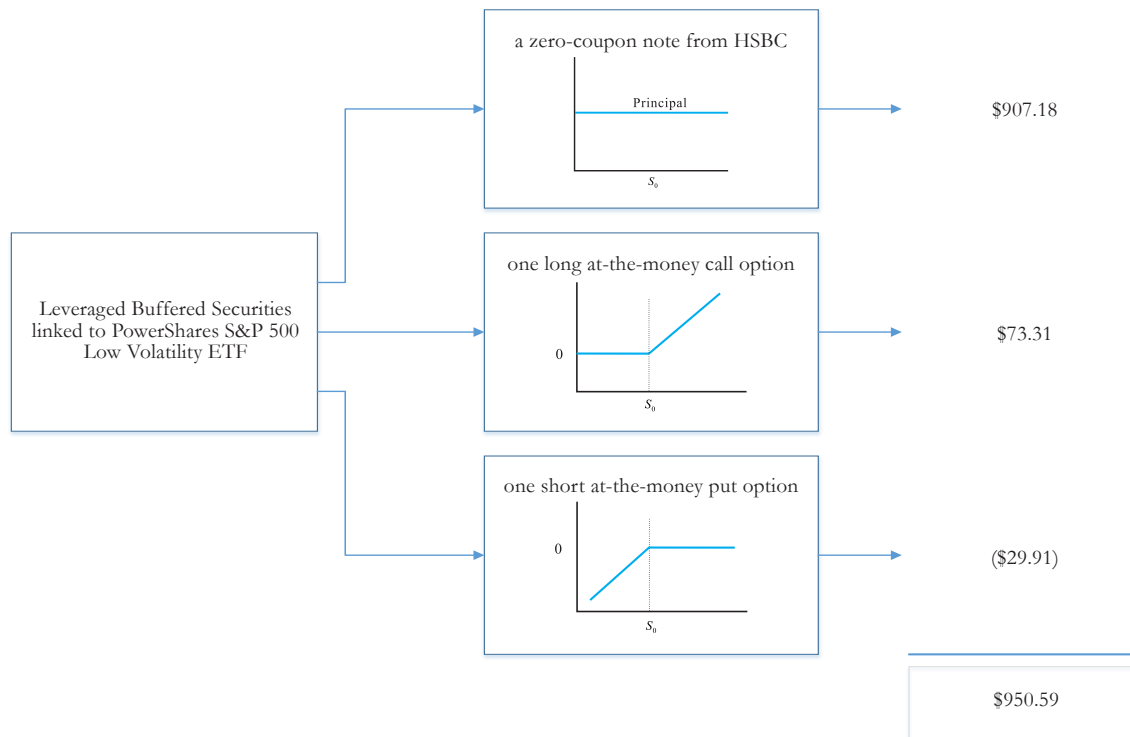 a zero-coupon note from HSBC
Principal
S₀
$907.18
Leveraged Buffered Securities
linked to PowerShares S&P 500
Low Volatility ETF
one long at-the-money call option
0
S₀
$73.31
one short at-the-money put option
0
S₀
($29.91)
$950.59